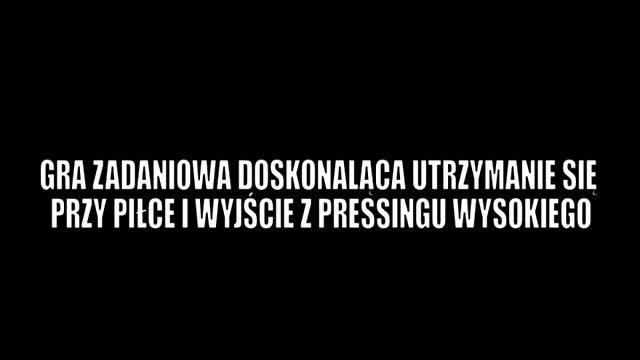 GRA ZADANIOWA DOSKONALĄCA UTRZYMANIE SIĘ
PRZY PIŁCE I WYJŚCIE Z PRESSINGU WYSOKIEGO